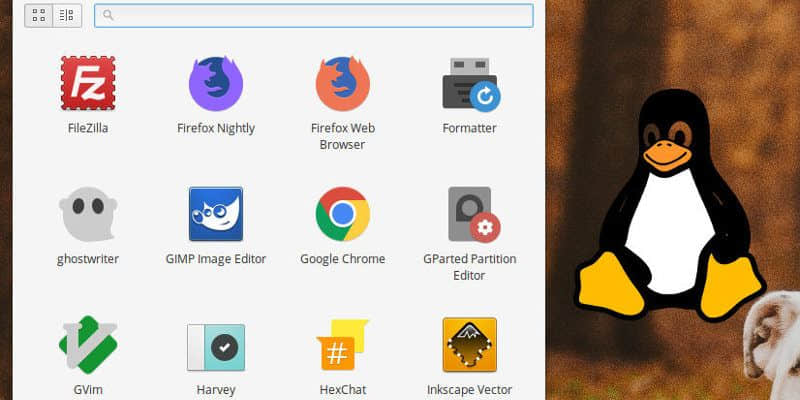 Fz
FileZilla
Firefox Nightly
Firefox Web
Browser
Formatter
ghostwriter
GIMP Image Editor
Google Chrome
GParted Partition
Editor
V
#
GVim
Harvey
HexChat
Inkscape Vector